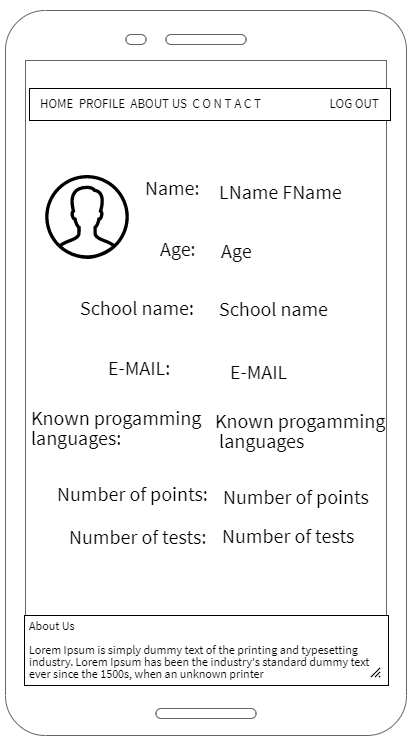 HOME PROFILE ABOUT US CONTACT LOG OUT
Name: LName FName
Age: Age
School name: School name
E-MAIL: E-MAIL
Known progamming Known progamming
languages: languages
Number of points: Number of points
Number of tests: Number of tests
About Us
Lorem Ipsum is simply dummy text of the printing and typesetting
industry. Lorem Ipsum has been the industry's standard dummy text
ever since the 1500s, when an unknown printer